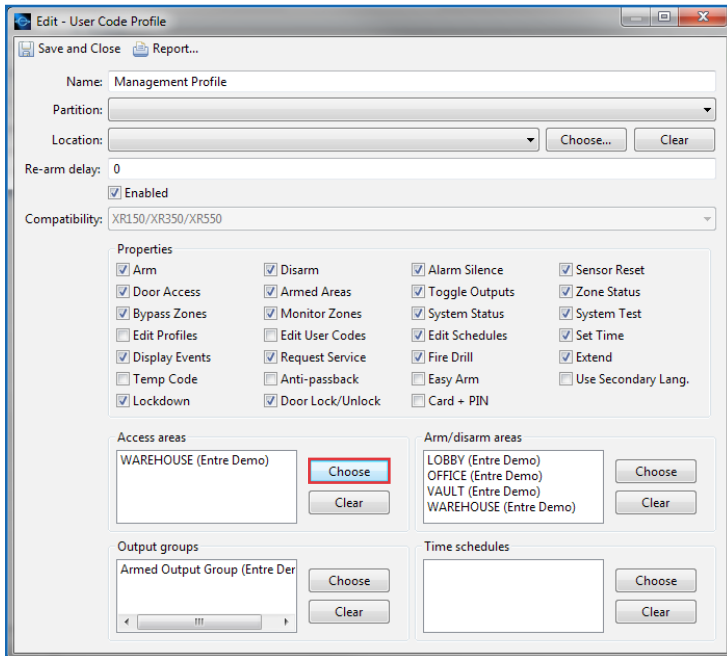 Edit - User Code Profile
Save and Close Report...
Name: Management Profile
Partition:
Location: Choose... Clear
Re-arm delay: 0
Enabled
Compatibility: XR150/XR350/XR550
Properties
Arm Disarm Alarm Silence Sensor Reset
Door Access Armed Areas Toggle Outputs Zone Status
Bypass Zones Monitor Zones System Status System Test
Edit Profiles Edit User Codes Edit Schedules Set Time
Display Events Request Service Fire Drill Extend
Temp Code Anti-passback Easy Arm Use Secondary Lang.
Lockdown Door Lock/Unlock Card + PIN
Access areas
WAREHOUSE (Entre Demo)
Choose
Clear
Arm/disarm areas
LOBBY (Entre Demo)
OFFICE (Entre Demo)
VAULT (Entre Demo)
WAREHOUSE (Entre Demo)
Choose
Clear
Output groups
Armed Output Group (Entre Der
Choose
Clear
Time schedules
Choose
Clear